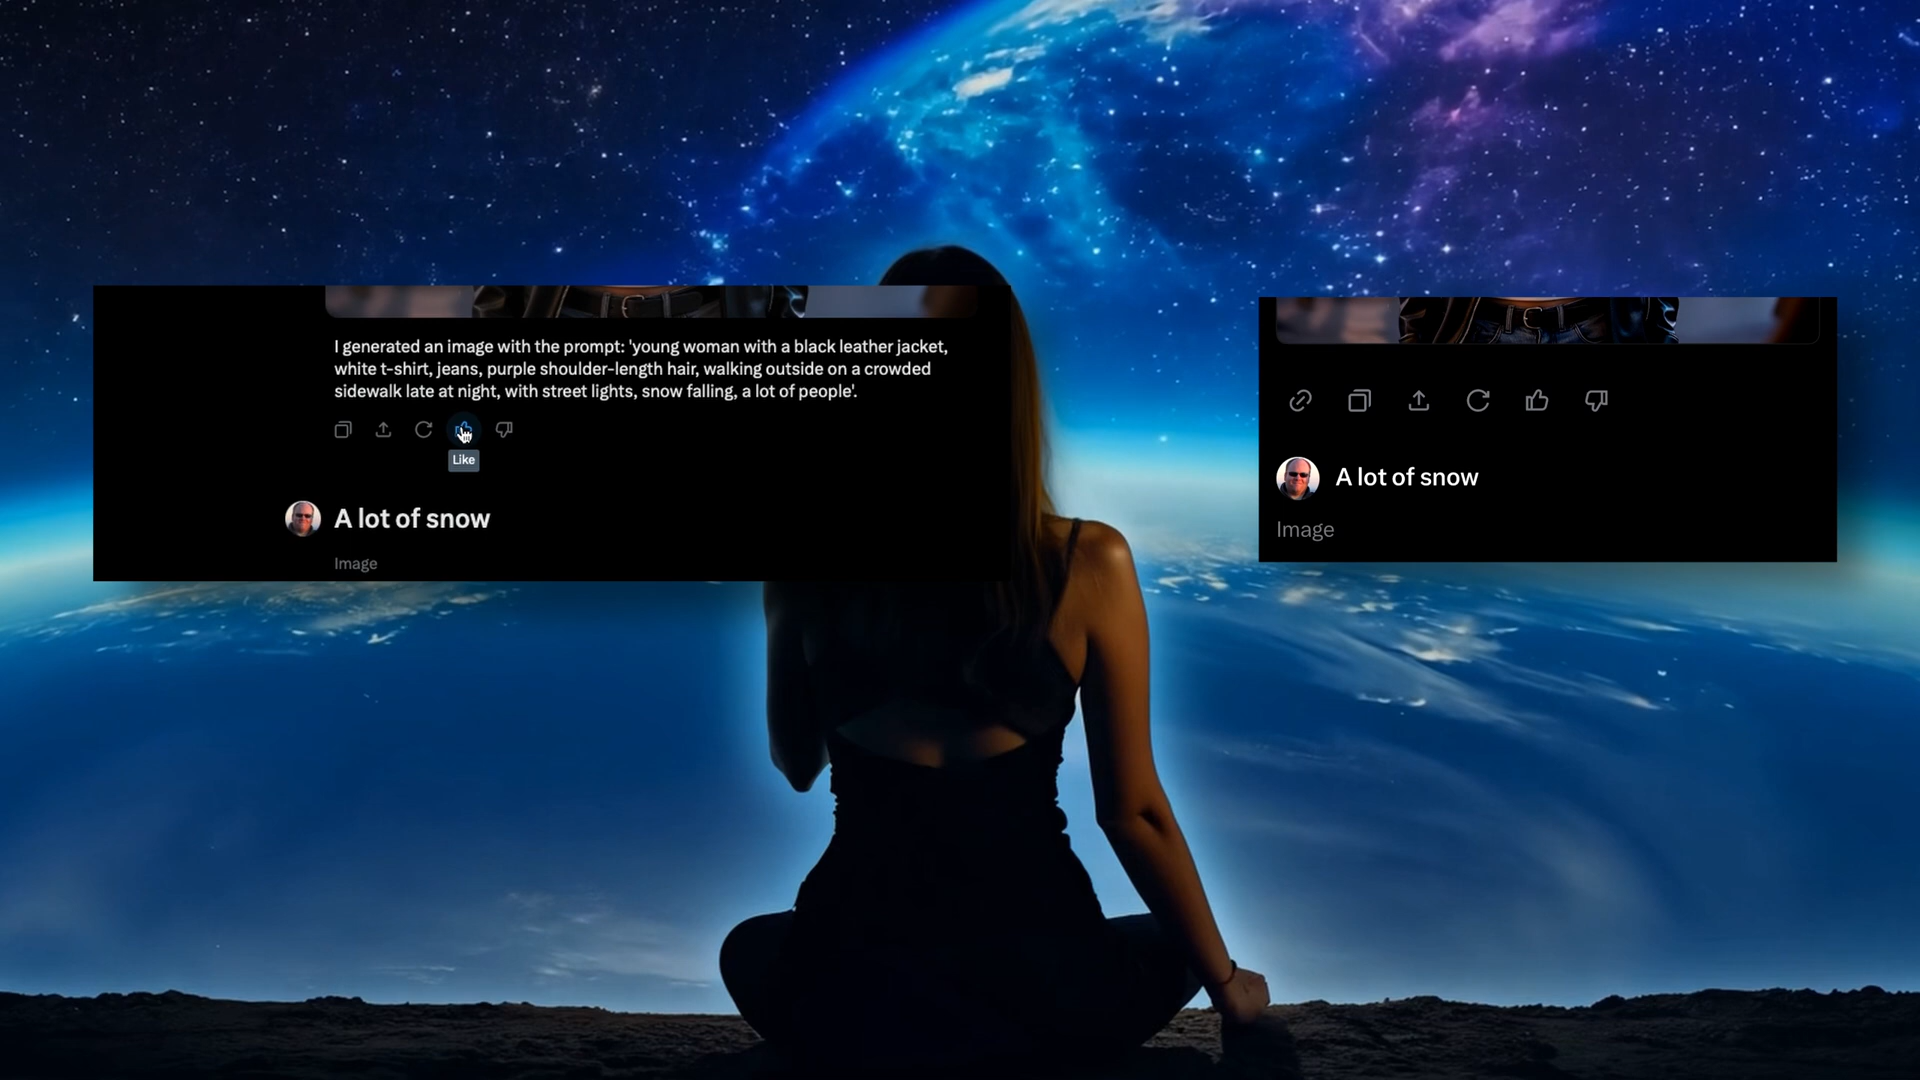 I generated an image with the prompt: 'young woman with a black leather jacket,
white t-shirt, jeans, purple shoulder-length hair, walking outside on a crowded
sidewalk late at night, with street lights, snow falling, a lot of people'.
Like
A lot of snow
Image
A lot of snow
Image